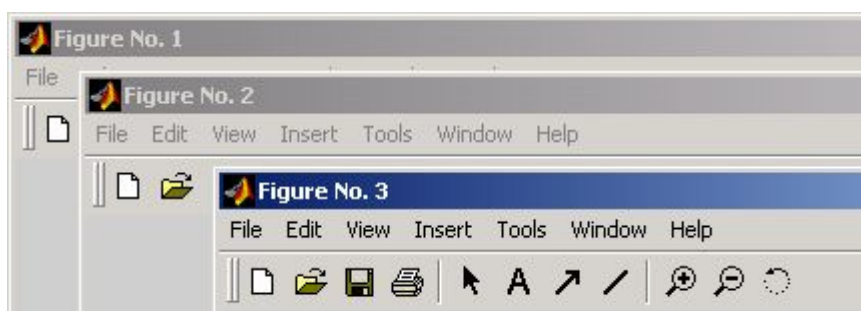 Figure No. 1
File
Figure No. 2
File Edit View Insert Tools Window Help
Figure No. 3
File Edit View Insert Tools Window Help
A